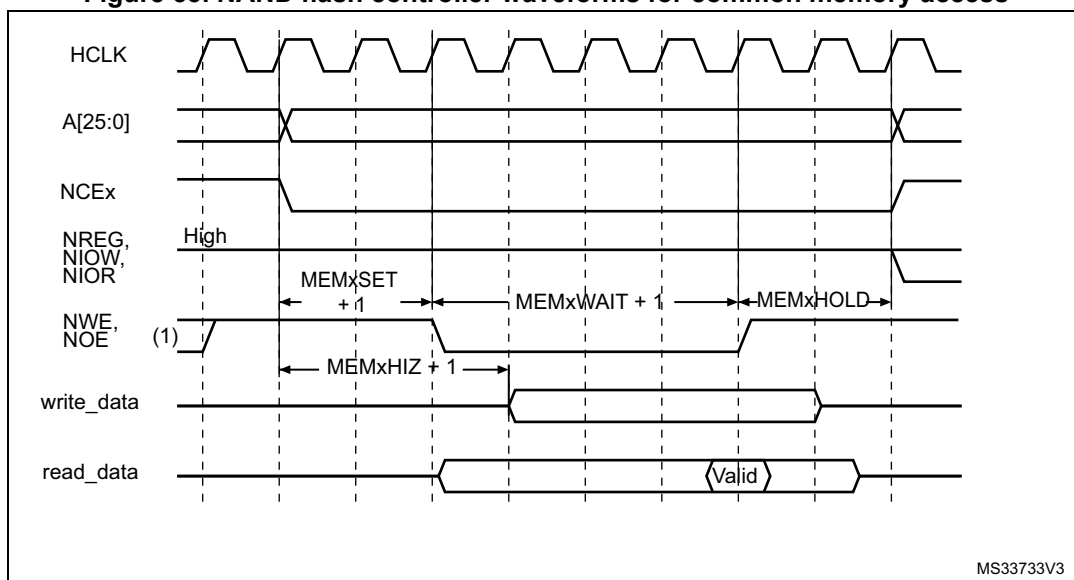 Figure NAND flash controller waveforms for common memory access
HCLK
A[25:0]
NCEx
NREG,
NIOW,
NIOR
High
MEMxSET
+ 1
MEMxWAIT + 1
MEMxHOLD
NWE,
NOE
(1)
MEMxHIZ + 1
write_data
read_data
Valid
MS33733V3